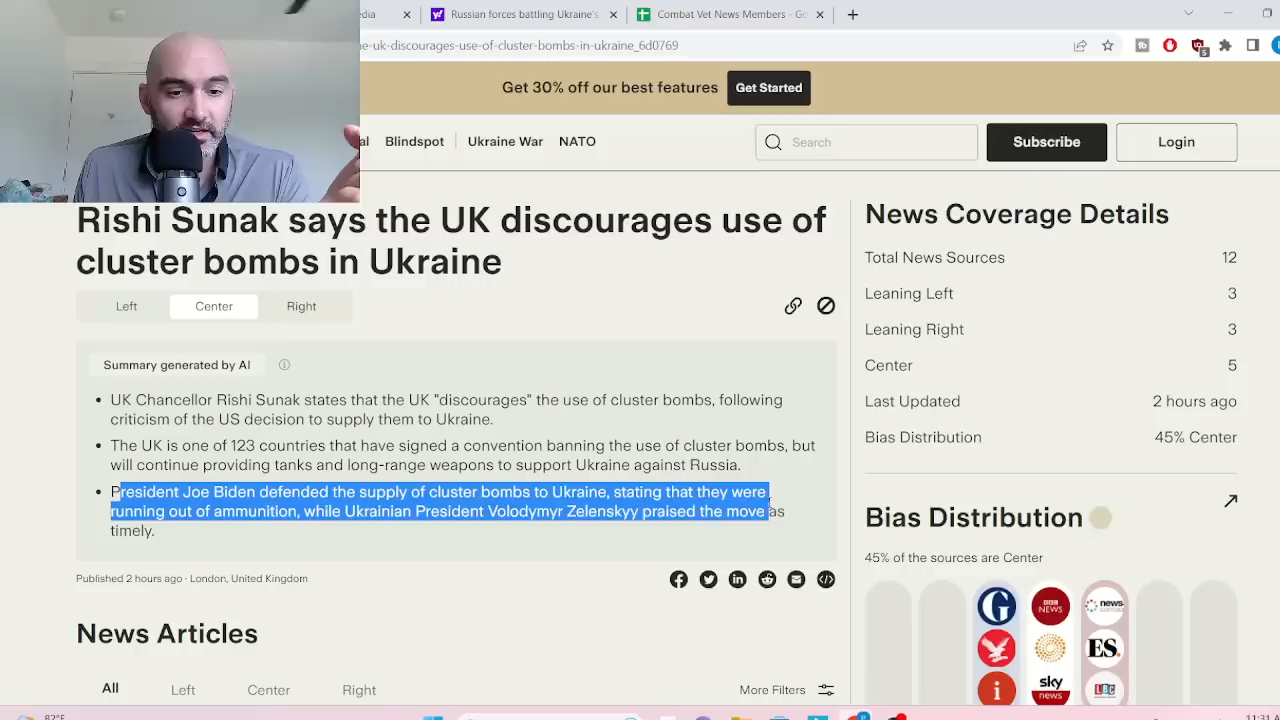 Russian forces battling Ukraine's
Combat Vet News Members - Go
e-uk-discourages-use-of-cluster-bombs-in-ukraine_6d0769
5
Get 30% off our best features
Get Started
Blindspot
Ukraine War
NATO
Search
Subscribe
Login
Rishi Sunak says the UK discourages use of
cluster bombs in Ukraine
Left
Center
Right
Summary generated by AI
• UK Chancellor Rishi Sunak states that the UK "discourages" the use of cluster bombs, following
criticism of the US decision to supply them to Ukraine.
• The UK is one of 123 countries that have signed a convention banning the use of cluster bombs, but
will continue providing tanks and long-range weapons to support Ukraine against Russia.
• President Joe Biden defended the supply of cluster bombs to Ukraine, stating that they were
running out of ammunition, while Ukrainian President Volodymyr Zelenskyy praised the move as
timely.
Published 2 hours ago · London, United Kingdom
News Articles
All
Left
Center
Right
More Filters
News Coverage Details
Total News Sources 12
Leaning Left 3
Leaning Right 3
Center 5
Last Updated 2 hours ago
Bias Distribution 45% Center
Bias Distribution
45% of the sources are Center
G
BBC
NEWS
news
ES.
i
sky
news
LBC